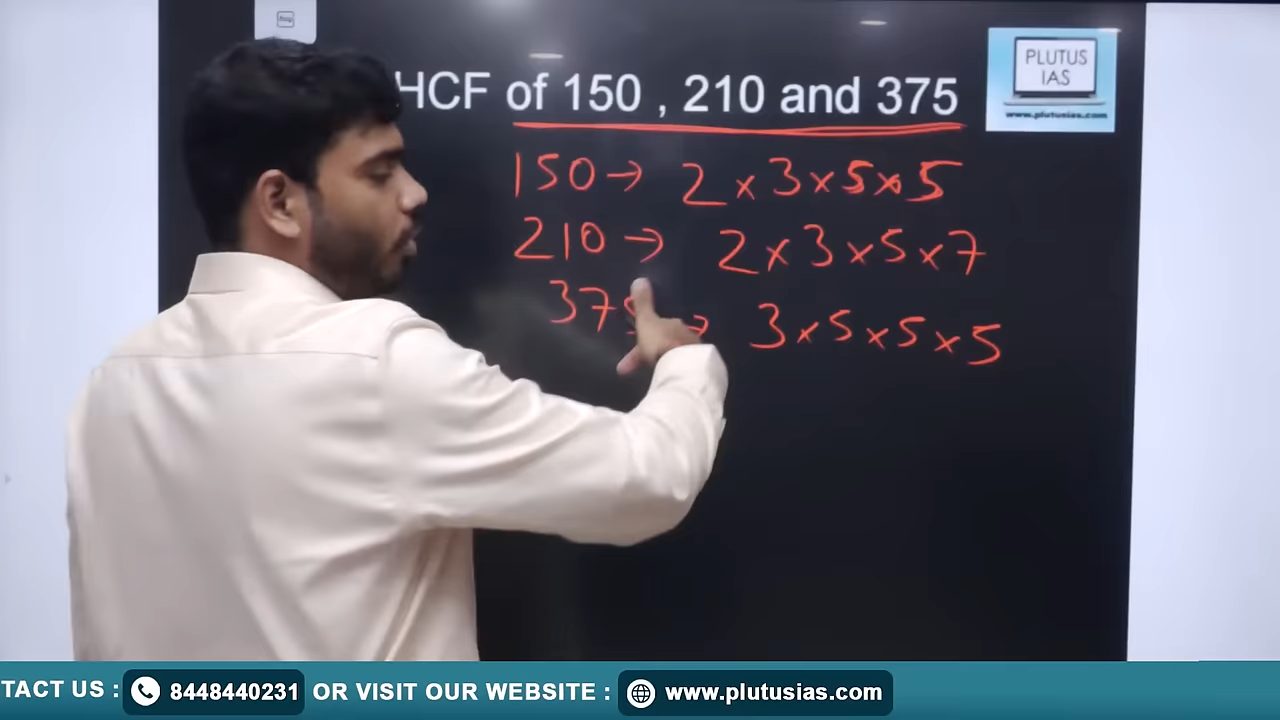 HCF of 150 , 210 and 375
PLUTUS
IAS
www.plutusias.com
150 → 2 × 3 × 5 × 5
210 → 2 × 3 × 5 × 7
375 → 3 × 5 × 5 × 5
TACT US : 8448440231 OR VISIT OUR WEBSITE : www.plutusias.com